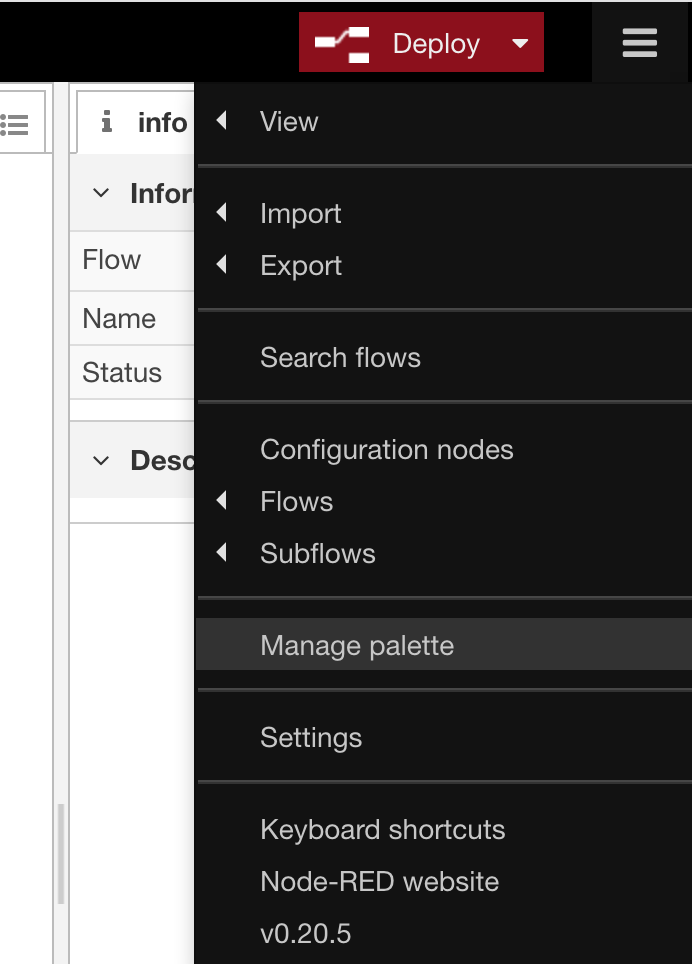 Deploy
info
View
Infor
Import
Flow
Export
Name
Search flows
Status
Configuration nodes
Desc
Flows
Subflows
Manage palette
Settings
Keyboard shortcuts
Node-RED website
v0.20.5